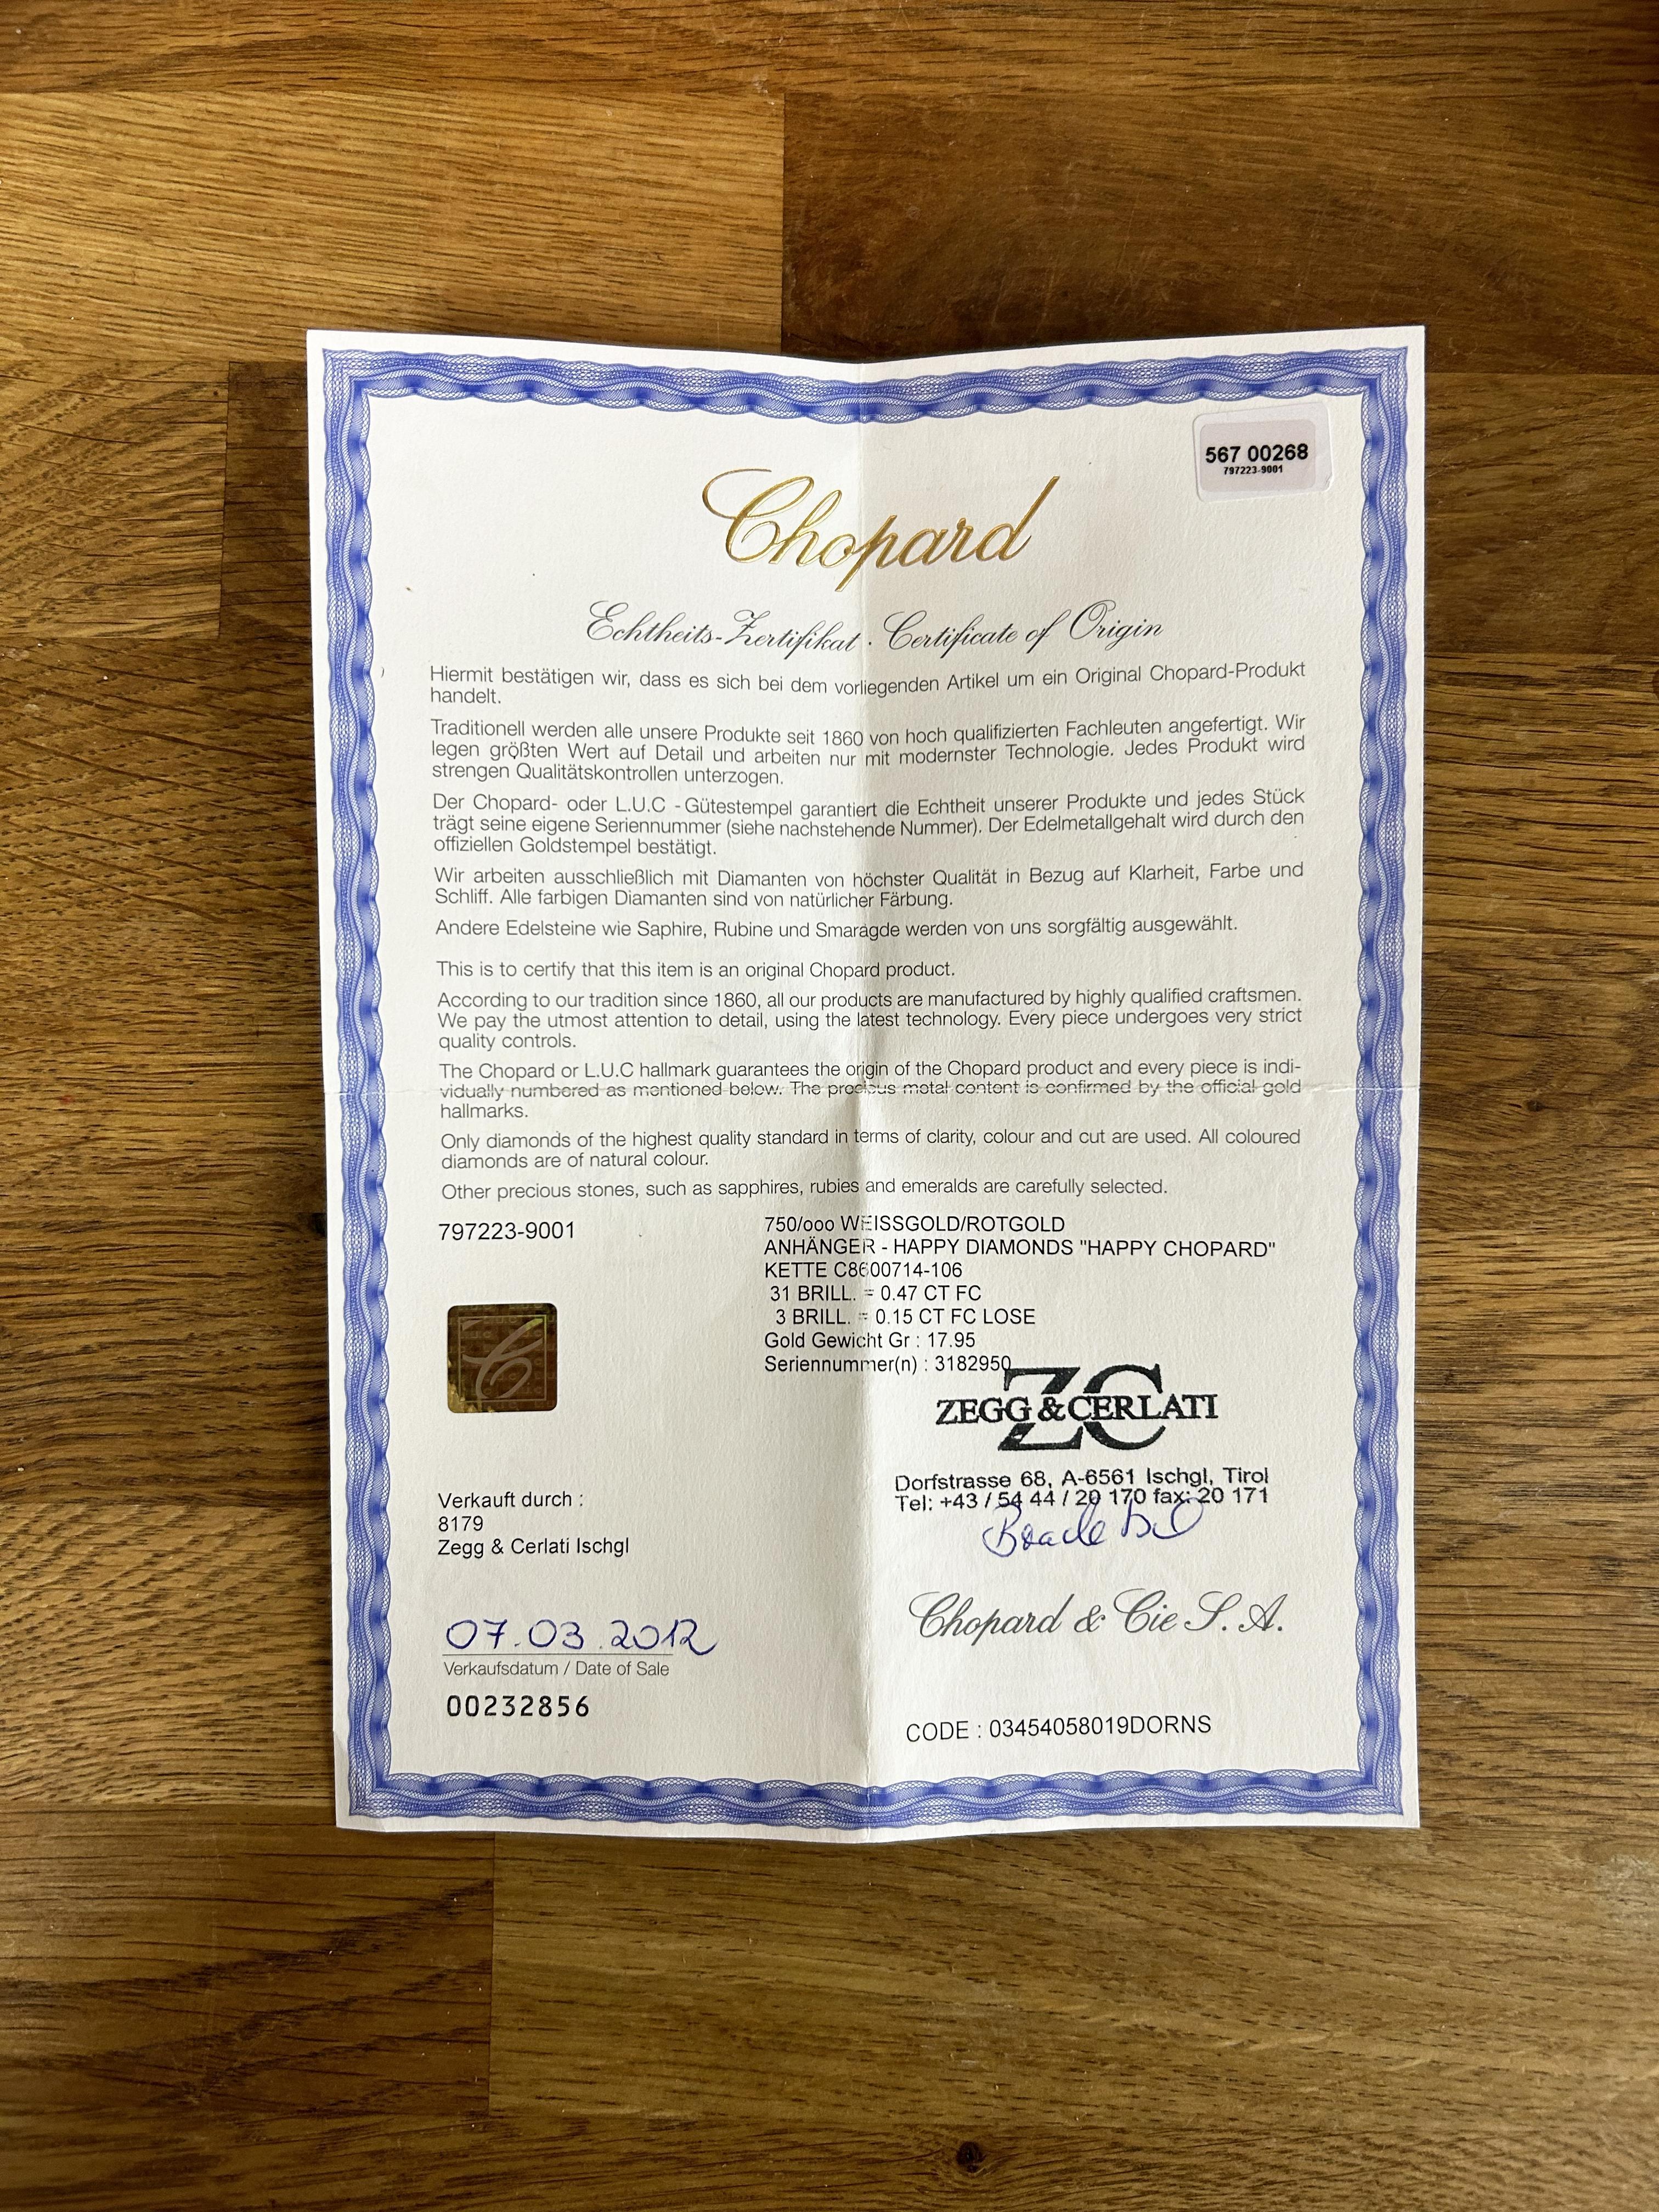 567 00268
797223-9001
Chopard
Echtheits-Zertifikat · Certificate of Origin
Hiermit bestätigen wir, dass es sich bei dem vorliegenden Artikel um ein Original Chopard-Produkt
handelt.
Traditionell werden alle unsere Produkte seit 1860 von hoch qualifizierten Fachleuten angefertigt. Wir
legen größten Wert auf Detail und arbeiten nur mit modernster Technologie. Jedes Produkt wird
strengen Qualitätskontrollen unterzogen.
Der Chopard- oder L.U.C -Gütestempel garantiert die Echtheit unserer Produkte und jedes Stück
trägt seine eigene Seriennummer (siehe nachstehende Nummer). Der Edelmetallgehalt wird durch den
offiziellen Goldstempel bestätigt.
Wir arbeiten ausschließlich mit Diamanten von höchster Qualität in Bezug auf Klarheit, Farbe und
Schliff. Alle farbigen Diamanten sind von natürlicher Färbung.
Andere Edelsteine wie Saphire, Rubine und Smaragde werden von uns sorgfältig ausgewählt.
This is to certify that this item is an original Chopard product.
According to our tradition since 1860, all our products are manufactured by highly qualified craftsmen.
We pay the utmost attention to detail, using the latest technology. Every piece undergoes very strict
quality controls.
The Chopard or L.U.C hallmark guarantees the origin of the Chopard product and every piece is indi-
vidually numbered as mentioned below. The precious metal content is confirmed by the official gold
hallmarks.
Only diamonds of the highest quality standard in terms of clarity, colour and cut are used. All coloured
diamonds are of natural colour.
Other precious stones, such as sapphires, rubies and emeralds are carefully selected.
797223-9001
750/ooo WEISSGOLD/ROTGOLD
ANHÄNGER - HAPPY DIAMONDS "HAPPY CHOPARD"
KETTE C8600714-106
31 BRILL. = 0.47 CT FC
3 BRILL. = 0.15 CT FC LOSE
Gold Gewicht Gr : 17.95
Seriennummer(n) : 3182950
C
ZC
ZEGG & CERLATI
Dorfstrasse 68, A-6561 Ischgl, Tirol
Tel: +43 / 54 44 / 20 170 fax: 20 171
Verkauft durch :
8179
Zegg & Cerlati Ischgl
Chopard & Cie S. A.
07.03.2012
Verkaufsdatum / Date of Sale
00232856
CODE : 03454058019DORNS